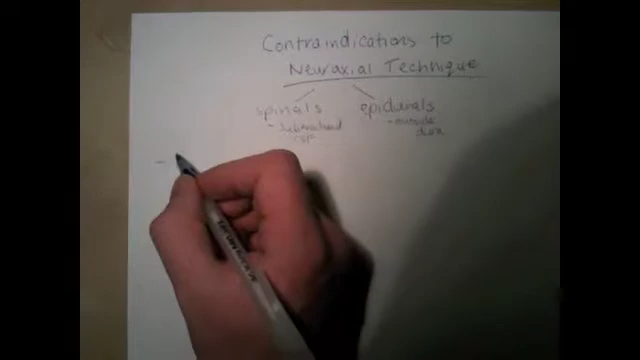 Contraindications to
Neuraxial Technique
spinals epidurals
- subarachnoid - outside
dura
-